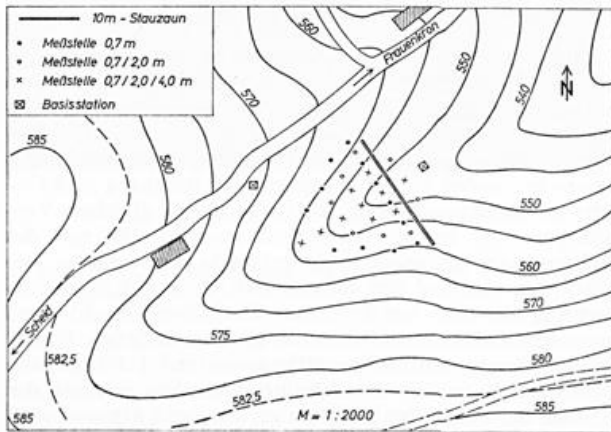 10m - Stauzaun
Meßstelle 0,7 m
Meßstelle 0,7 / 2,0 m
Meßstelle 0,7 / 2,0 / 4,0 m
Basisstation
560
Frauenkron
550
540
N
570
585
580
550
560
570
Scheid
575
580
582,5
582,5
585
585
M = 1 : 2000